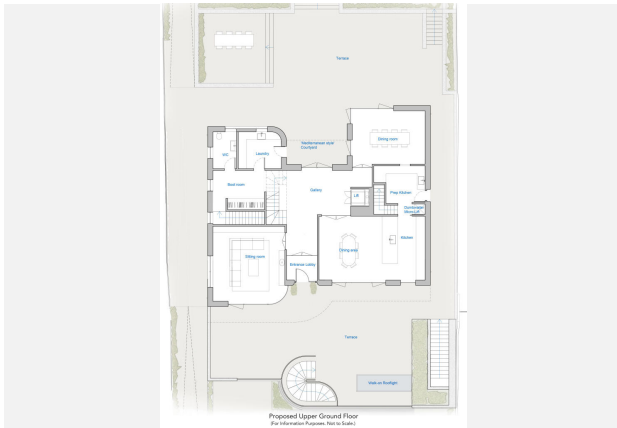 Terrace
Dining room
Mediterranean style
Courtyard
WC
Laundry
Boot room
Gallery
Lift
Prep Kitchen
Kitchen
Dining area
Sitting room
Entrance Lobby
Terrace
Walk-on Rooflight
Proposed Upper Ground Floor
(For Information Purposes. Not to Scale.)